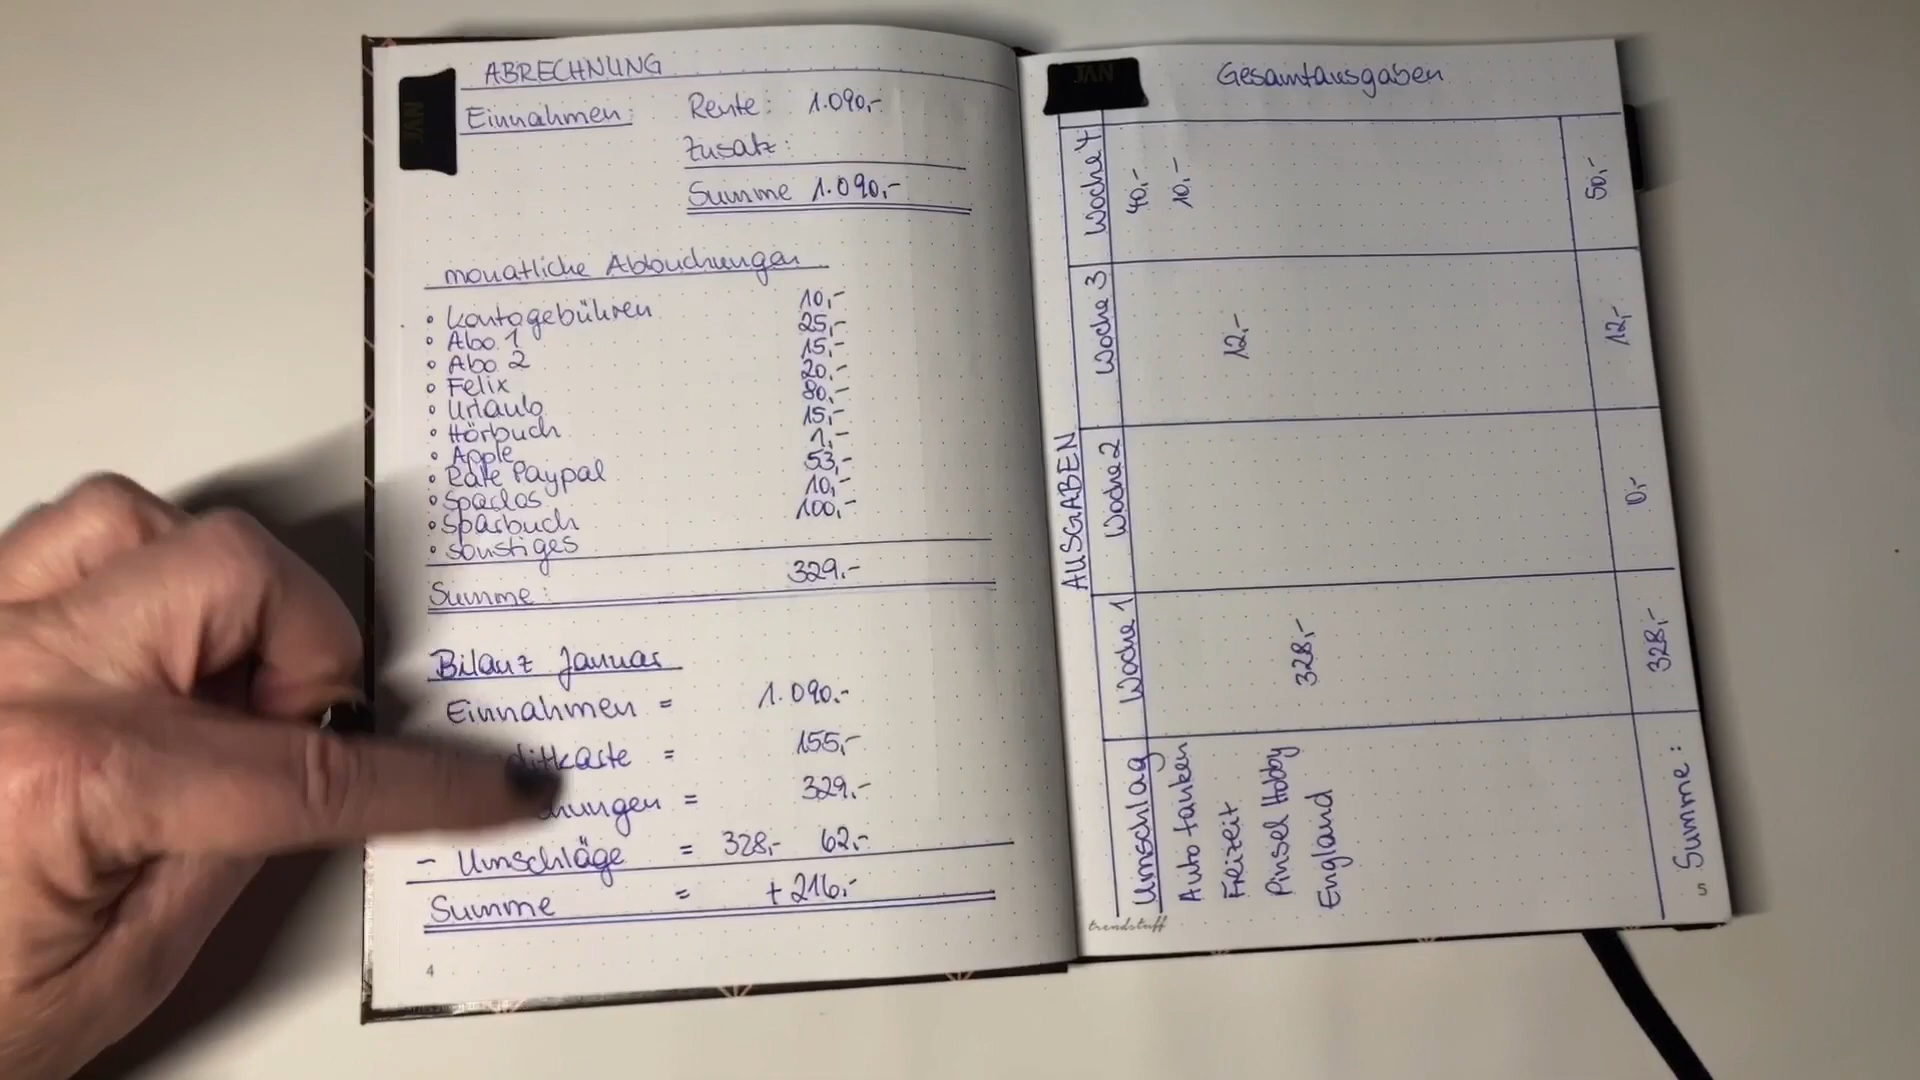 ABRECHNUNG
Einnahmen: Rente: 1.090,-
Zusatz:
Summe 1.090,-
monatliche Abbuchungen
• Kontogebühren 10,-
• Abo 1 25,-
• Abo 2 15,-
• Felix 20,-
• Urlaub 80,-
• Hörbuch 15,-
• Apple 1,-
• Rate Paypal 53,-
• Spardos 10,-
• Sparbuch 100,-
• sonstiges
Summe: 329,-
Bilanz Januar
Einnahmen = 1.090.-
ditkarte = 155,-
chungen = 329,-
- Umschläge = 328,- 62,-
Summe = + 216,-
4
JAN
Gesamtausgaben
AUSGABEN
Umschlag Woche 1 Woche 2 Woche 3 Woche 4
Auto tanken 40,-
Freizeit 12,- 10,-
Pinsel Hobby
England 328,-
Summe: 328,- 0,- 12,- 50,-
trendstuff
5